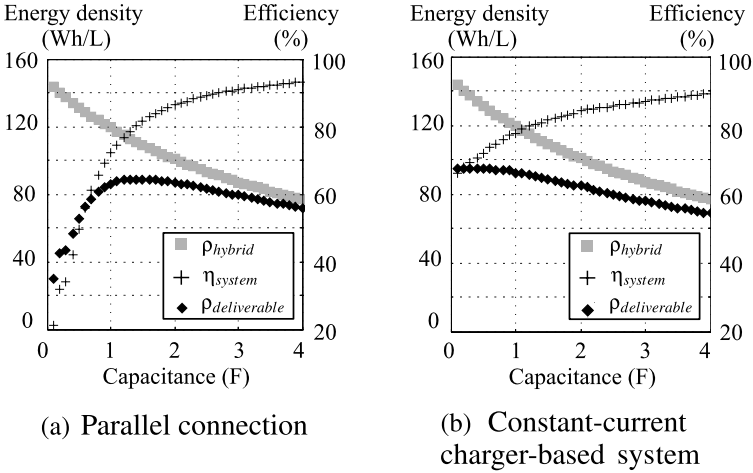 Energy density
(Wh/L)
Efficiency
(%)
160
120
80
40
0
100
80
60
40
20
ρhybrid
ηsystem
ρdeliverable
0 1 2 3 4
Capacitance (F)
(a) Parallel connection
Energy density
(Wh/L)
Efficiency
(%)
160
120
80
40
0
100
80
60
40
20
ρhybrid
ηsystem
ρdeliverable
0 1 2 3 4
Capacitance (F)
(b) Constant-current
charger-based system